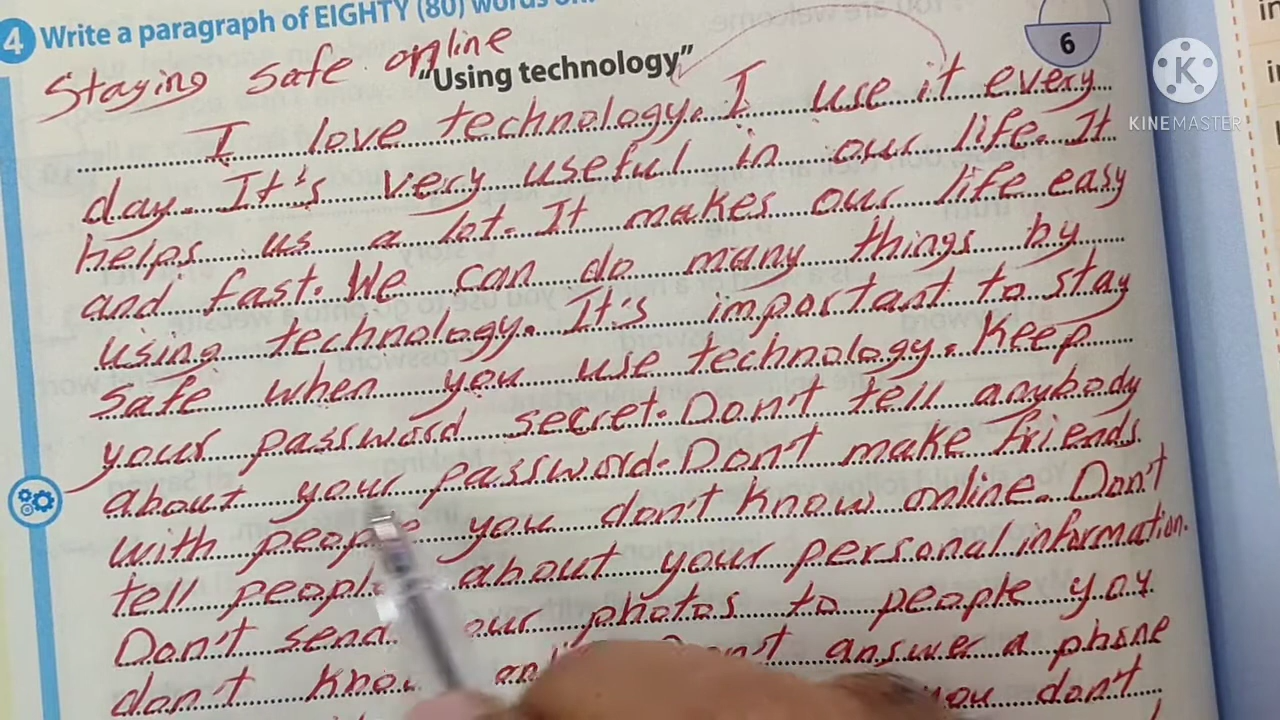 4 Write a paragraph of EIGHTY (80) words on:
6
K
KINEMASTER
Staying safe online
"Using technology"
I love technology. I use it every
day. It's very useful in our life. It
helps us a lot. It makes our life easy
and fast. We can do many things by
using technology. It's important to stay
safe when you use technology. Keep
your password secret. Don't tell anybody
about your password. Don't make friends
with you don't know online. Don't
tell about your personal information.
Don't send photos to people you
don't answer a phone
don't